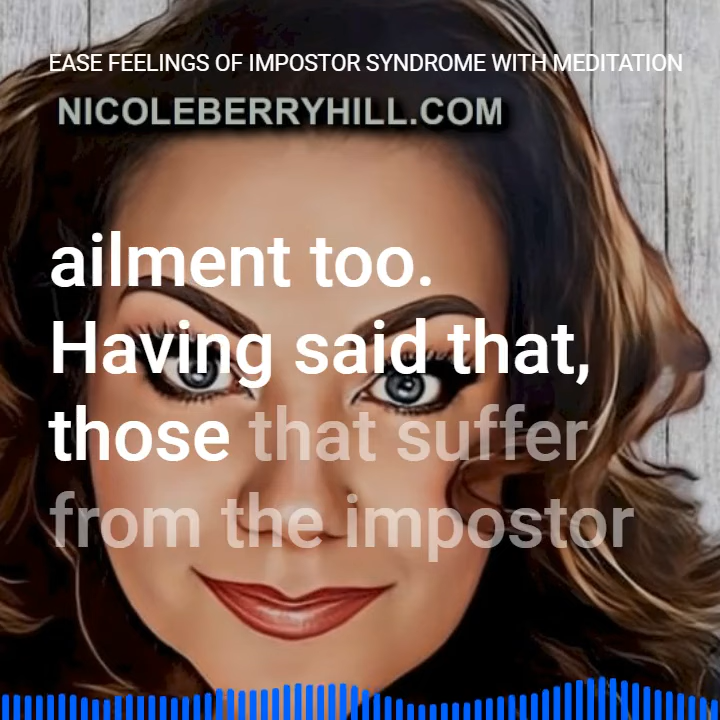 EASE FEELINGS OF IMPOSTOR SYNDROME WITH MEDITATION
NICOLEBERRYHILL.COM
ailment too.
Having said that,
those that suffer
from the impostor